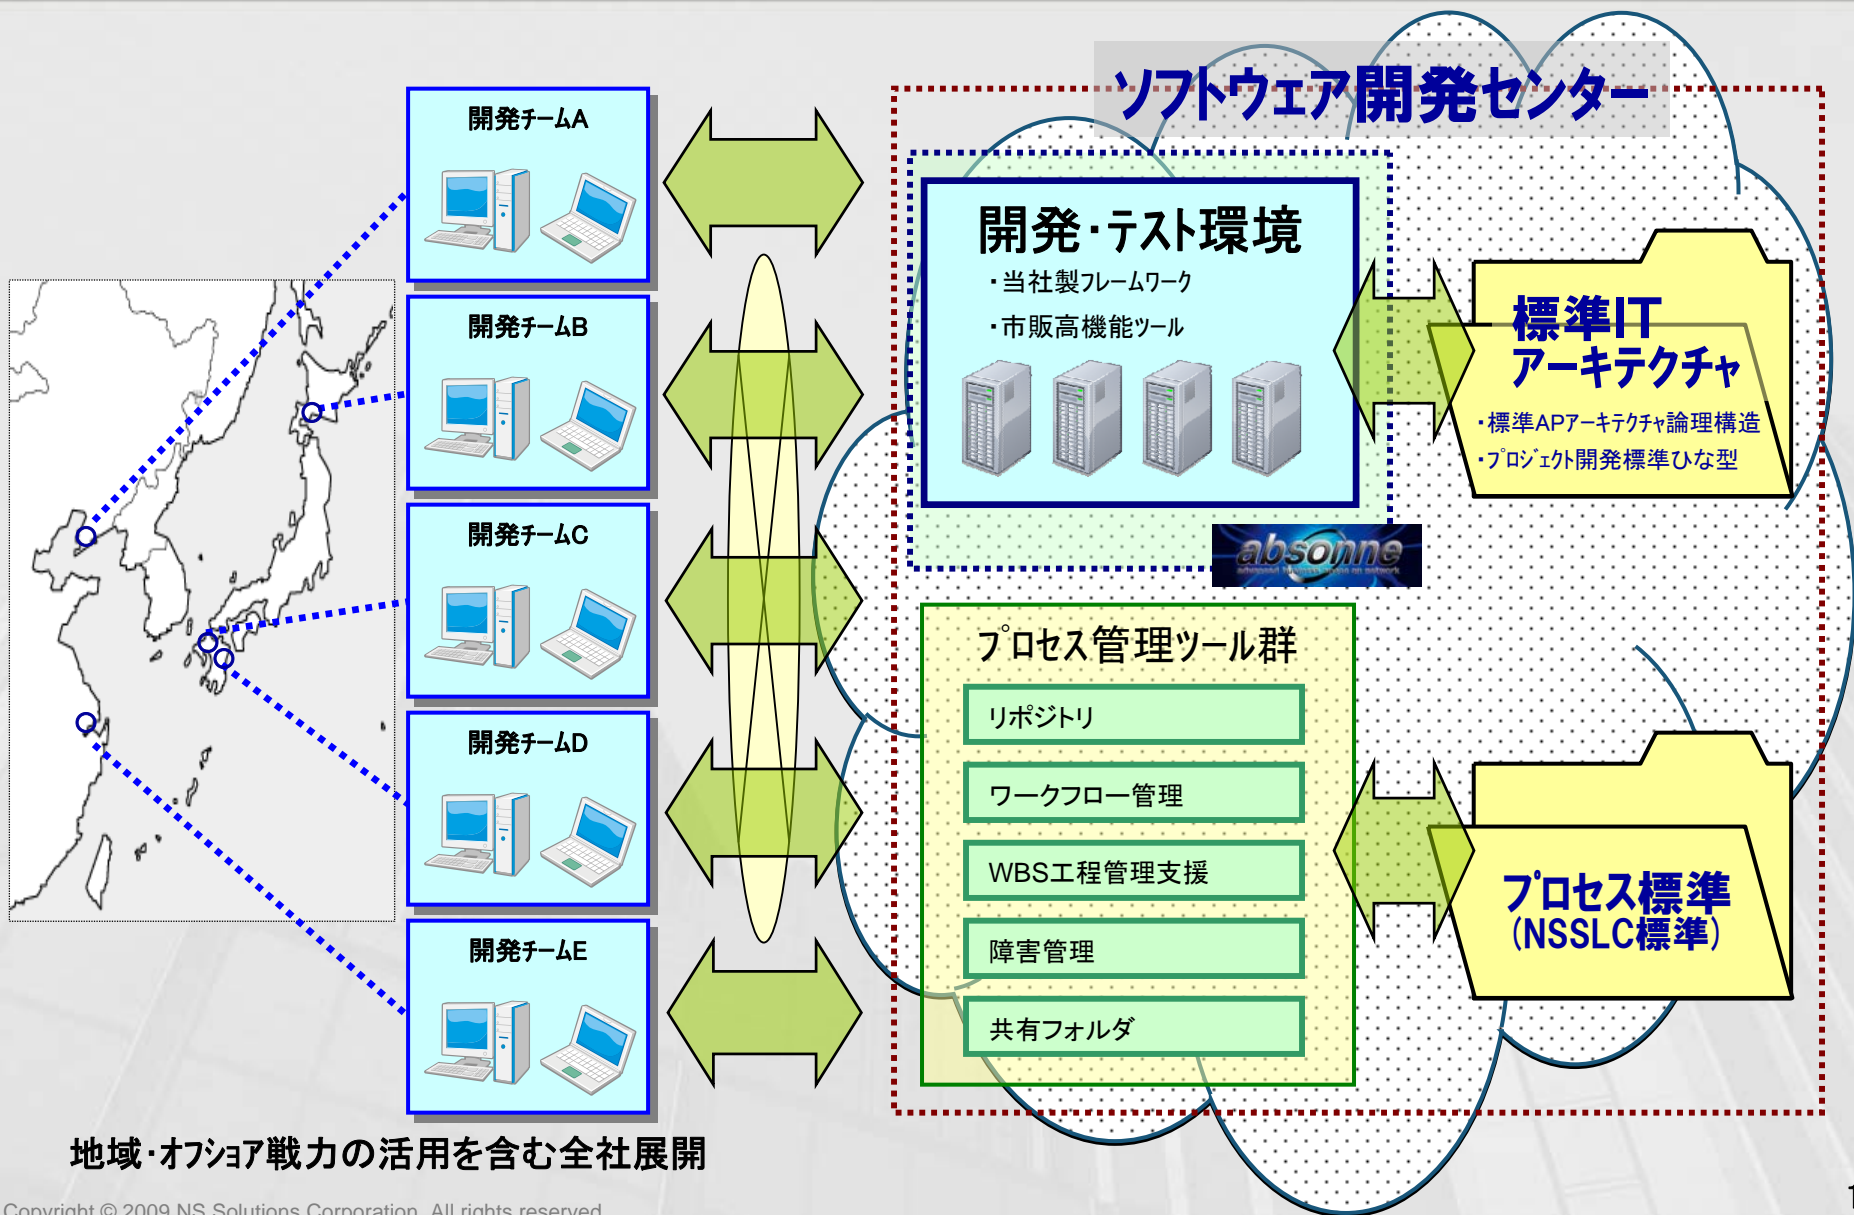 ソフトウェア開発センター
開発チームA
開発チームB
開発チームC
開発チームD
開発チームE
地域・オフショア戦力の活用を含む全社展開
開発・テスト環境
・当社製フレームワーク
・市販高機能ツール
absonne
標準IT
アーキテクチャ
・標準APアーキテクチャ論理構造
・プロジェクト開発標準ひな型
プロセス管理ツール群
リポジトリ
ワークフロー管理
WBS工程管理支援
障害管理
共有フォルダ
プロセス標準
(NSSLC標準)
Copyright © 2009 NS Solutions Corporation, All rights reserved
1